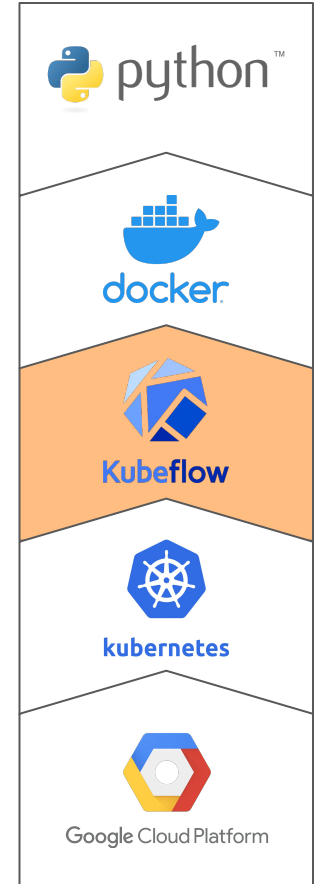 python™
docker
Kubeflow
kubernetes
Google Cloud Platform